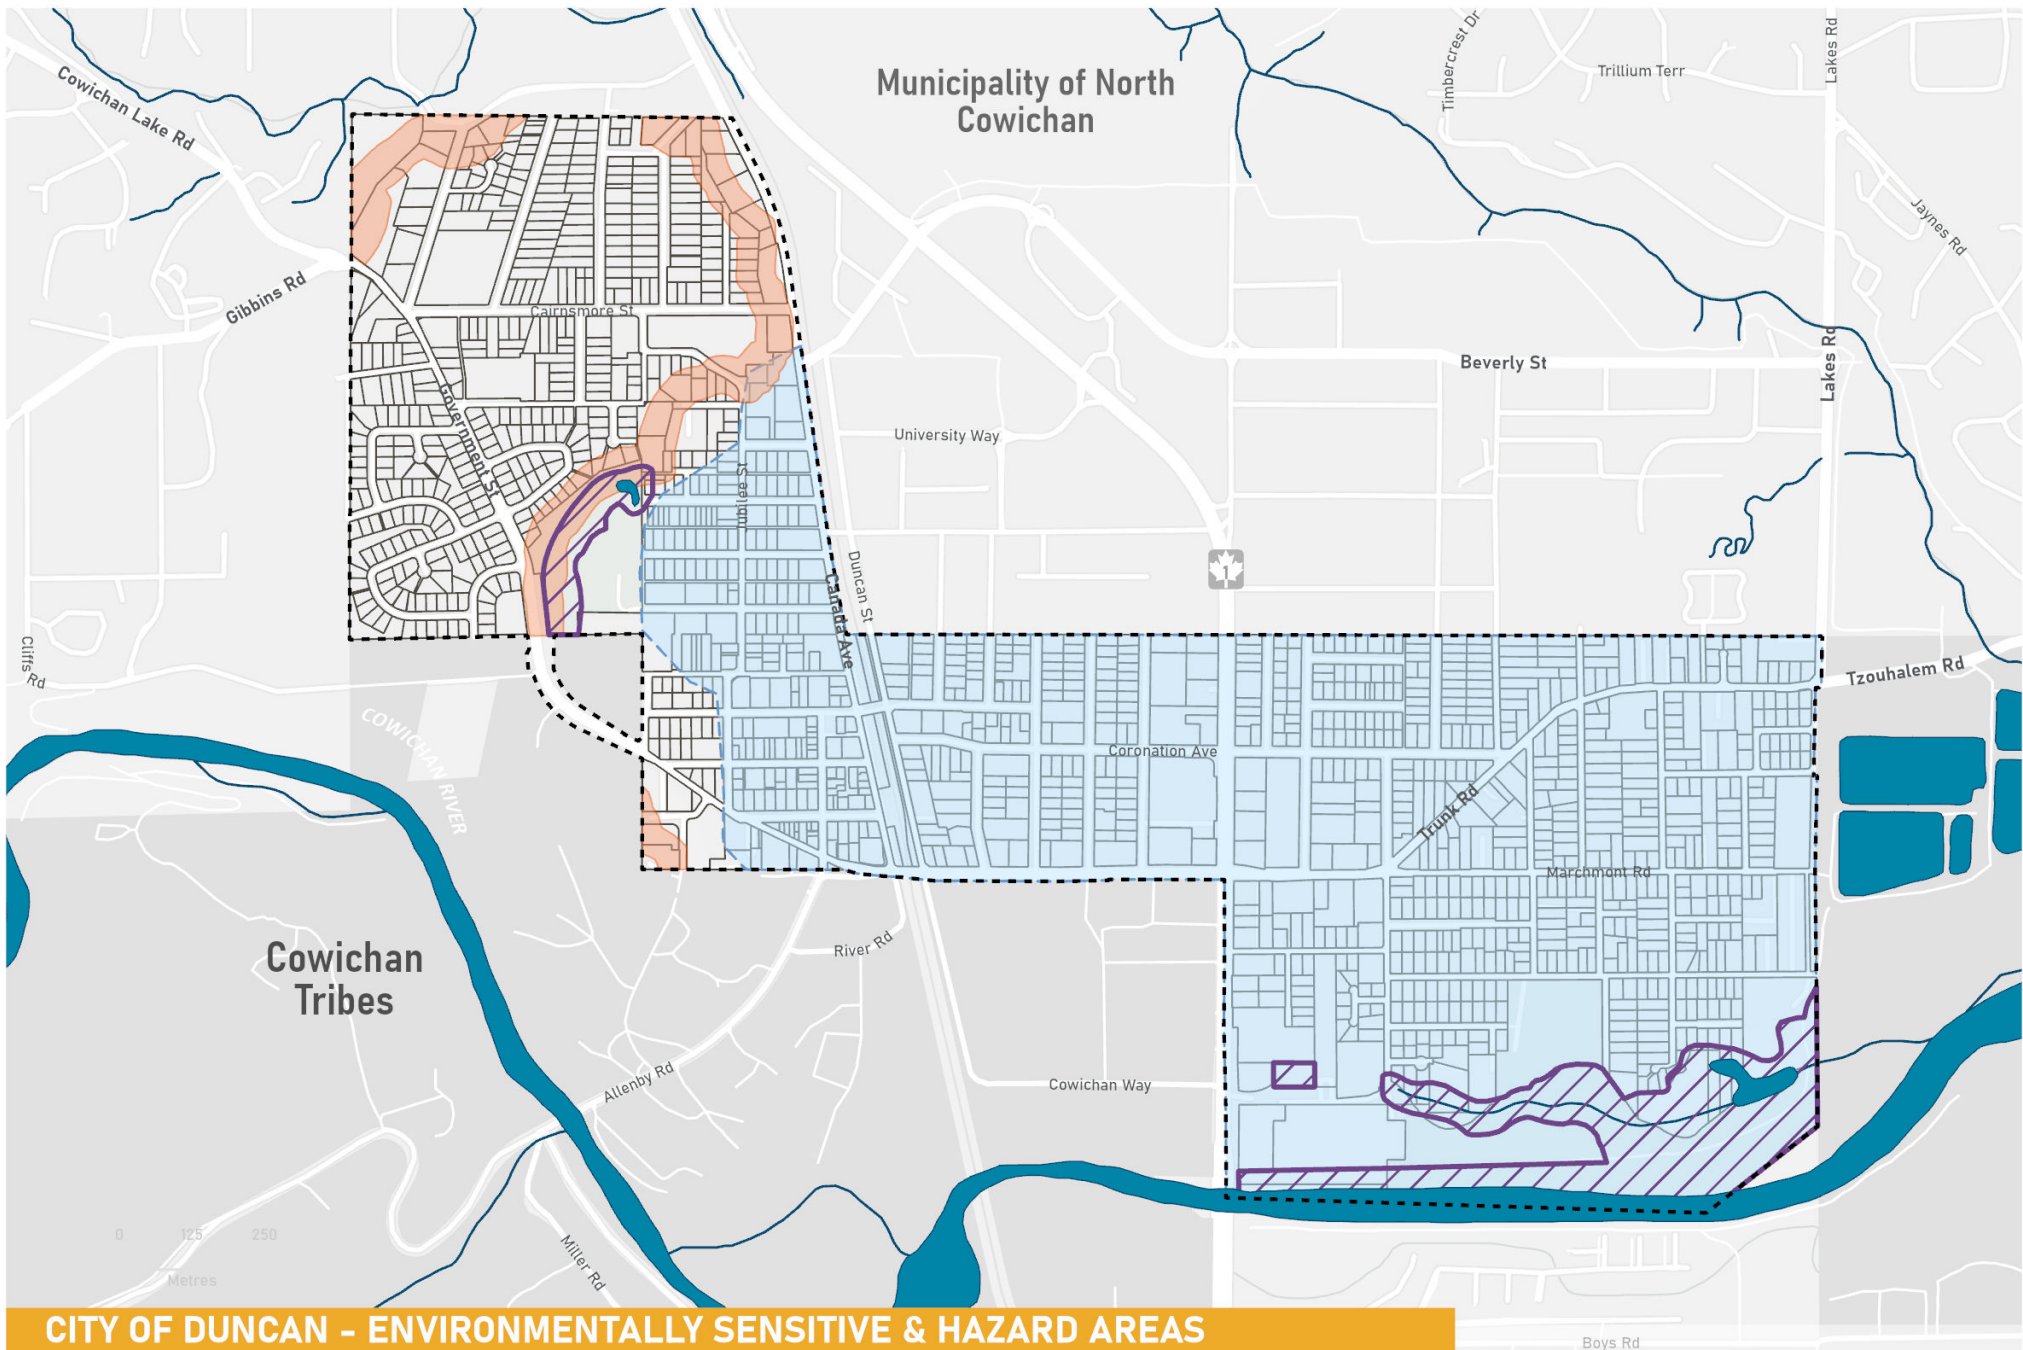 Timbercrest Dr
Lakes Rd
Trillium Terr
Municipality of North
Cowichan
Cowichan Lake Rd
Jaynes Rd
Gibbins Rd
Cairnsmore St
Beverly St
Lakes Rd
Government St
University Way
Jubilee St
1
Duncan St
Canada Ave
Cliffs Rd
Tzouhalem Rd
COWICHAN RIVER
Coronation Ave
Trunk Rd
Marchmont Rd
River Rd
Cowichan
Tribes
Allenby Rd
Cowichan Way
0 125 250
Metres
Miller Rd
CITY OF DUNCAN - ENVIRONMENTALLY SENSITIVE & HAZARD AREAS
Boys Rd